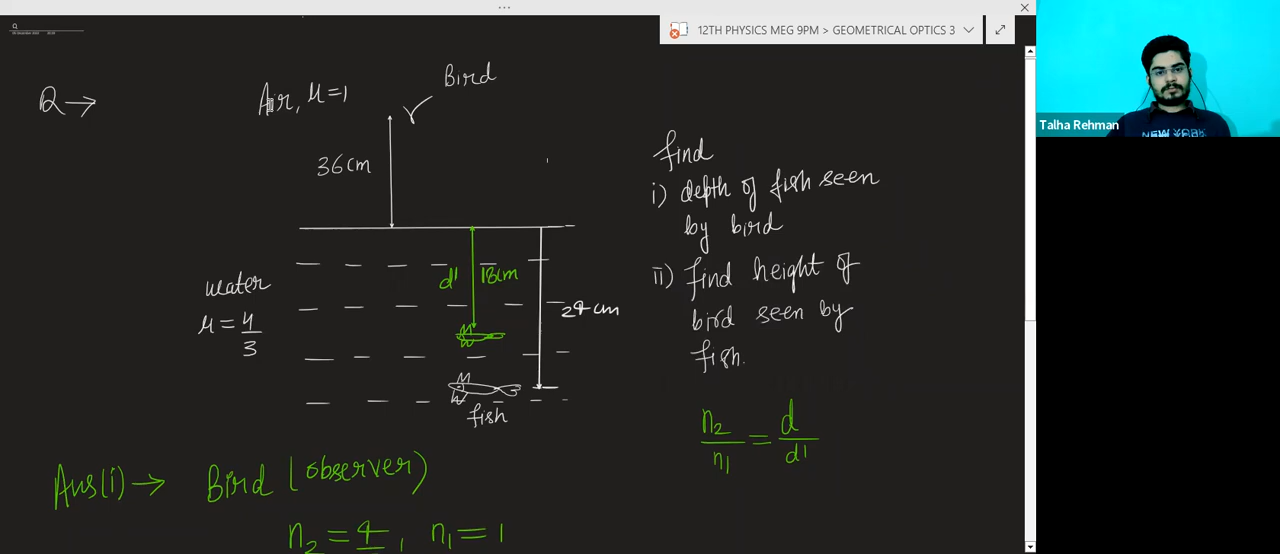 12TH PHYSICS MEG 9PM > GEOMETRICAL OPTICS 3
Talha Rehman
NEW YORK
Q →
Air, μ=1
Bird
36cm
water
μ = 4/3
d' 18cm
24 cm
fish
find
i) depth of fish seen
by bird
ii) find height of
bird seen by
fish.
n2/n1 = d/d'
Ans(i) → Bird (observer)
n2 = 4, n1 = 1